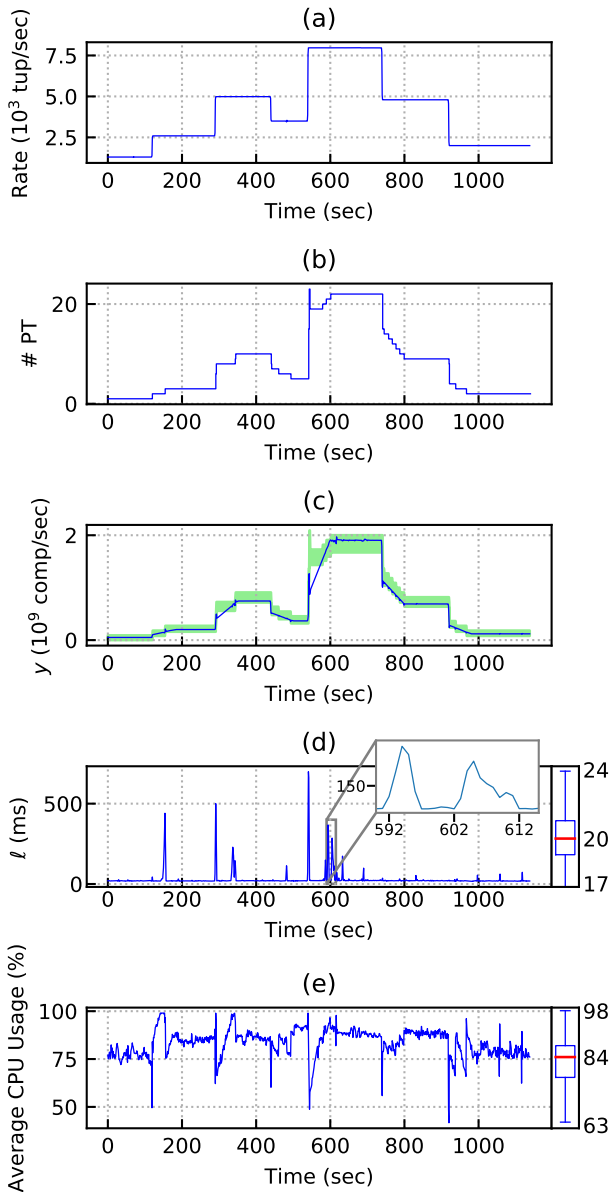 (a)
Rate (10³ tup/sec)
7.5
5.0
2.5
0 200 400 600 800 1000
Time (sec)
(b)
# PT
20
10
0
0 200 400 600 800 1000
Time (sec)
(c)
y (10⁹ comp/sec)
2
1
0
0 200 400 600 800 1000
Time (sec)
(d)
ℓ (ms)
500
0
150
592 602 612
24
20
17
0 200 400 600 800 1000
Time (sec)
(e)
Average CPU Usage (%)
100
75
50
98
84
63
0 200 400 600 800 1000
Time (sec)